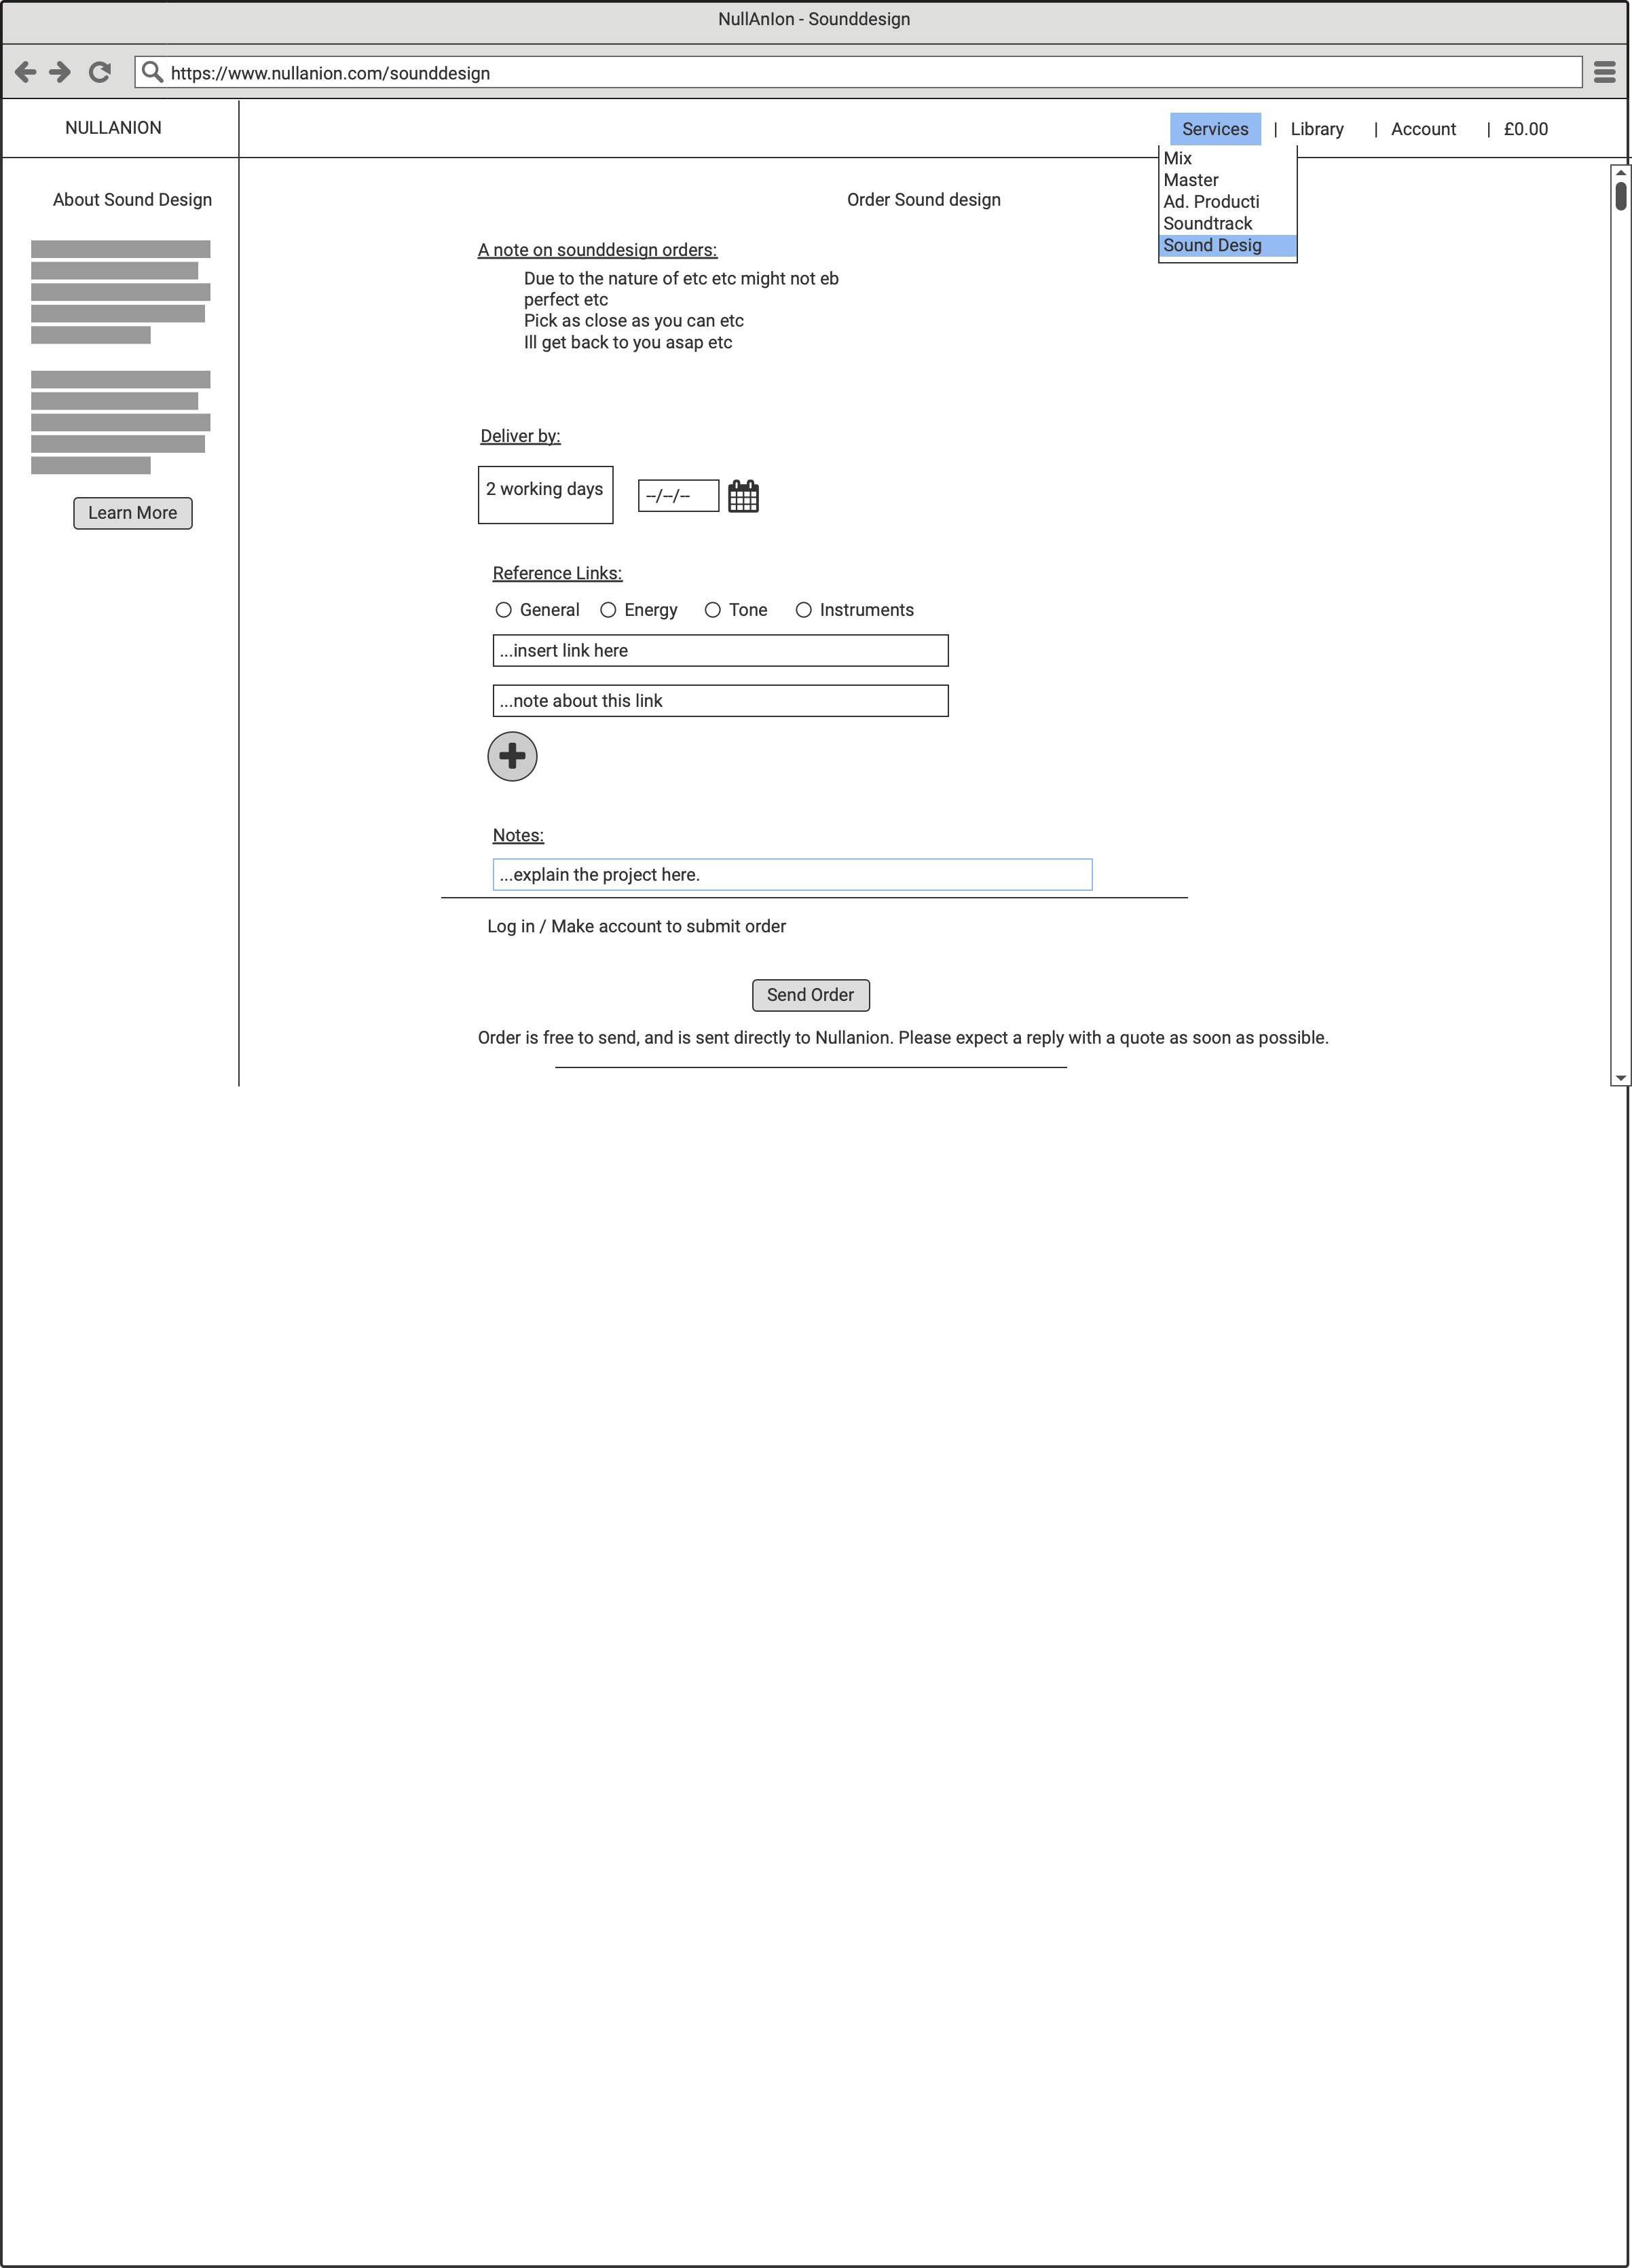 NullAnIon - Sounddesign
https://www.nullanion.com/sounddesign
NULLANION
Services | Library | Account | £0.00
Mix
Master
Ad. Producti
Soundtrack
Sound Desig
About Sound Design
Learn More
Order Sound design
A note on sounddesign orders:
Due to the nature of etc etc might not eb
perfect etc
Pick as close as you can etc
Ill get back to you asap etc
Deliver by:
2 working days
--/--/--
Reference Links:
General Energy Tone Instruments
...insert link here
...note about this link
Notes:
...explain the project here.
Log in / Make account to submit order
Send Order
Order is free to send, and is sent directly to Nullanion. Please expect a reply with a quote as soon as possible.